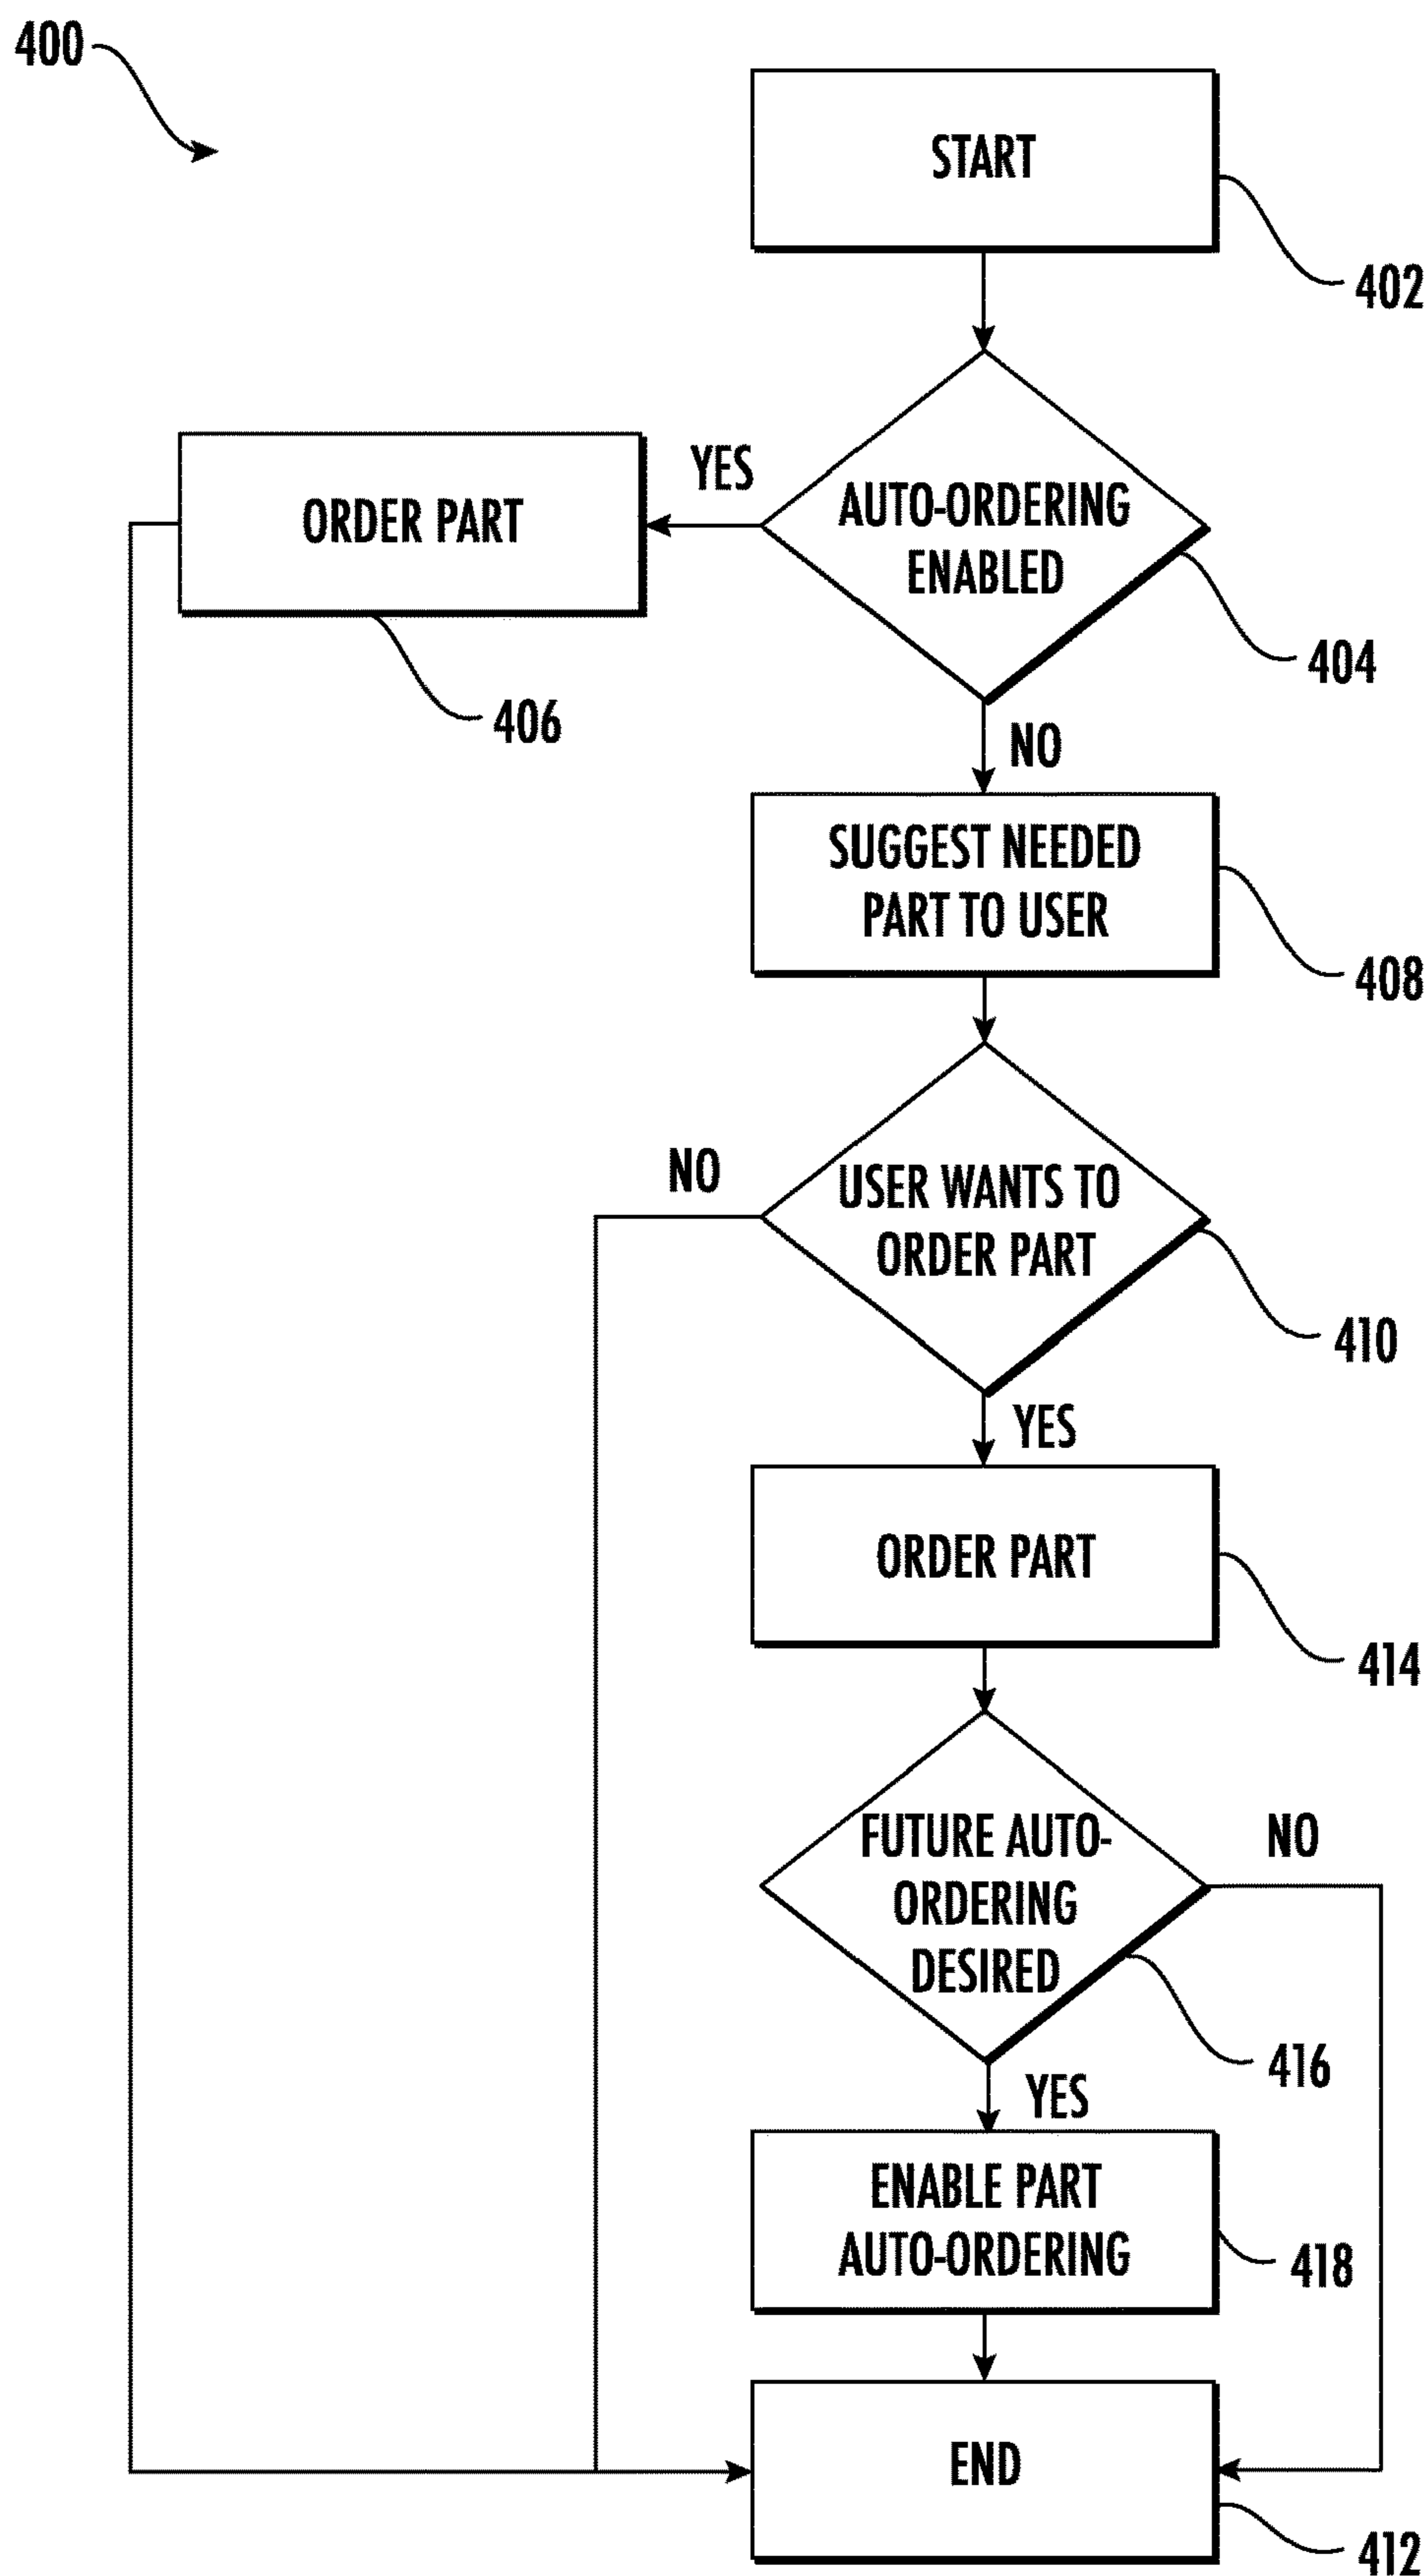 400
START
402
AUTO-ORDERING
ENABLED
404
YES
ORDER PART
406
NO
SUGGEST NEEDED
PART TO USER
408
USER WANTS TO
ORDER PART
410
NO
YES
ORDER PART
414
FUTURE AUTO-
ORDERING
DESIRED
416
NO
YES
ENABLE PART
AUTO-ORDERING
418
END
412